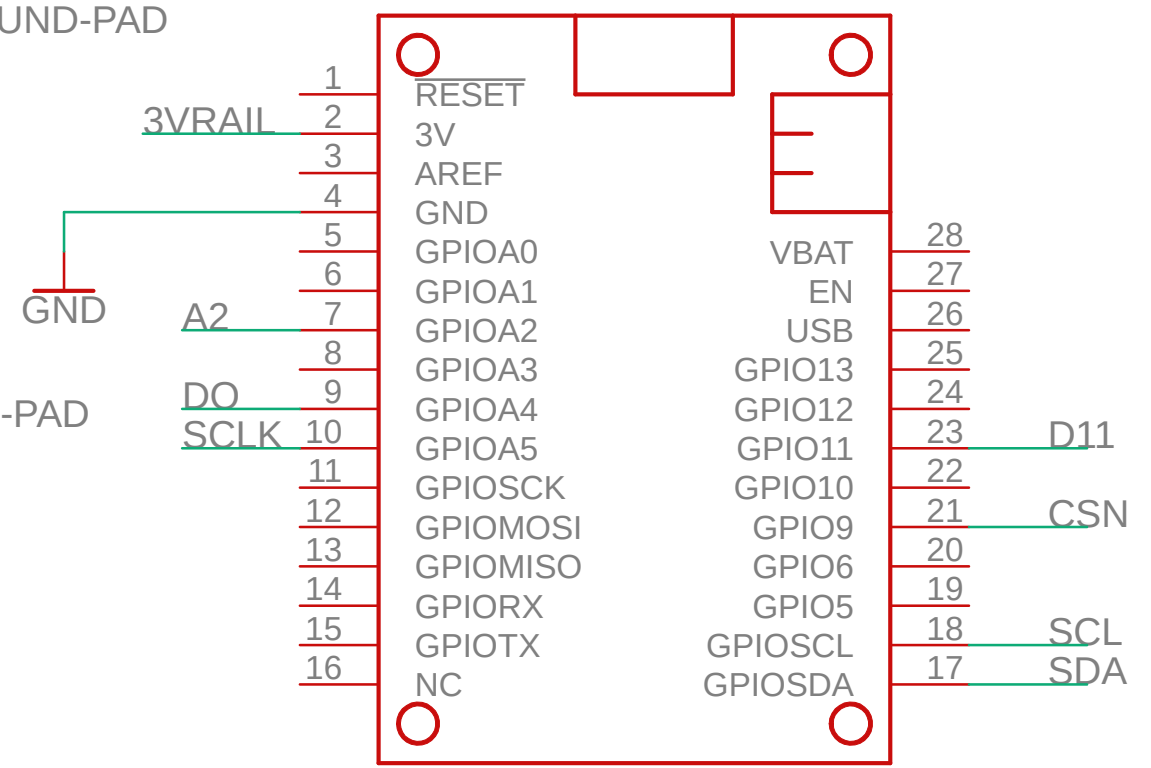 UND-PAD
1
RESET
3VRAIL 2
3V
3
AREF
4
GND
5
GPIOA0
6
GPIOA1
GND
A2 7
GPIOA2
8
GPIOA3
DO 9
GPIOA4
-PAD
SCLK 10
GPIOA5
11
GPIOSCK
12
GPIOMOSI
13
GPIOMISO
14
GPIORX
15
GPIOTX
16
NC
28
VBAT
27
EN
26
USB
25
GPIO13
24
GPIO12
23 D11
GPIO11
22
GPIO10
21 CSN
GPIO9
20
GPIO6
19
GPIO5
18 SCL
GPIOSCL
17 SDA
GPIOSDA